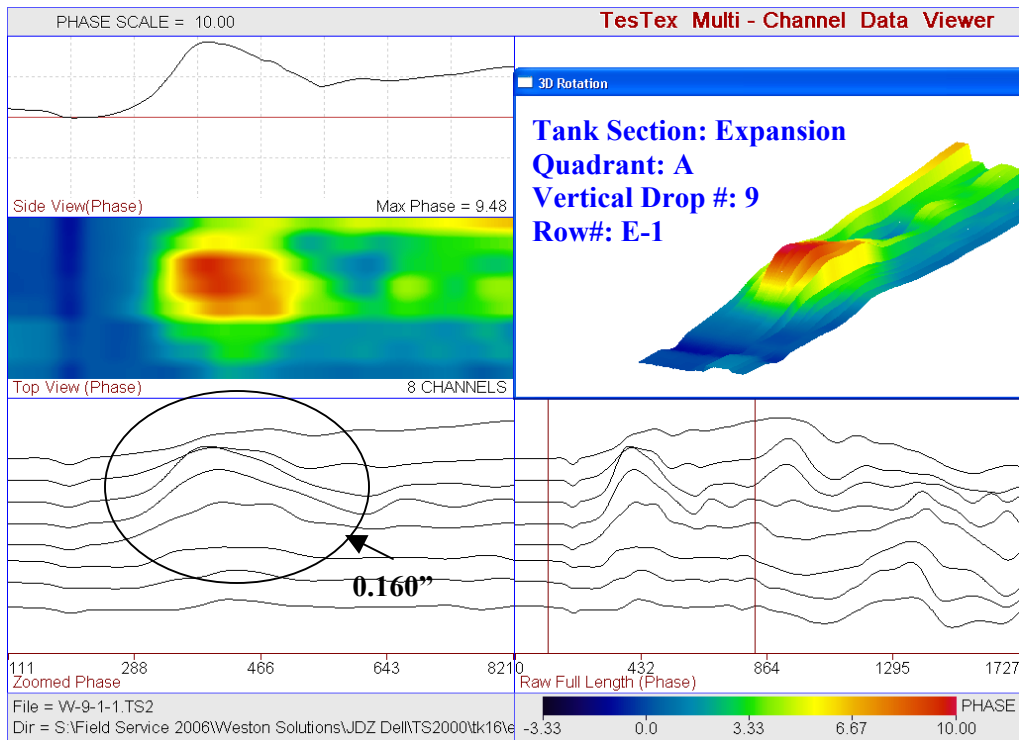 PHASE SCALE = 10.00
TesTex Multi - Channel Data Viewer
3D Rotation
Tank Section: Expansion
Quadrant: A
Vertical Drop #: 9
Row#: E-1
Side View(Phase)
Max Phase = 9.48
Top View (Phase)
8 CHANNELS
0.160”
111 288 466 643 821
0 432 864 1295 1727
Zoomed Phase
Raw Full Length (Phase)
File = W-9-1-1.TS2
Dir = S:\Field Service 2006\Weston Solutions\JDZ Dell\TS2000\tk16\e
PHASE
-3.33 0.0 3.33 6.67 10.00